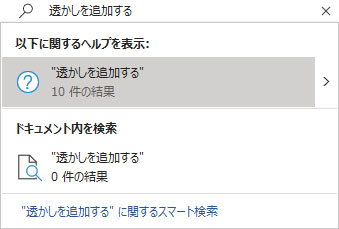 透かしを追加する
以下に関するヘルプを表示:
"透かしを追加する"
10 件の結果
ドキュメント内を検索
"透かしを追加する"
0 件の結果
"透かしを追加する" に関するスマート検索